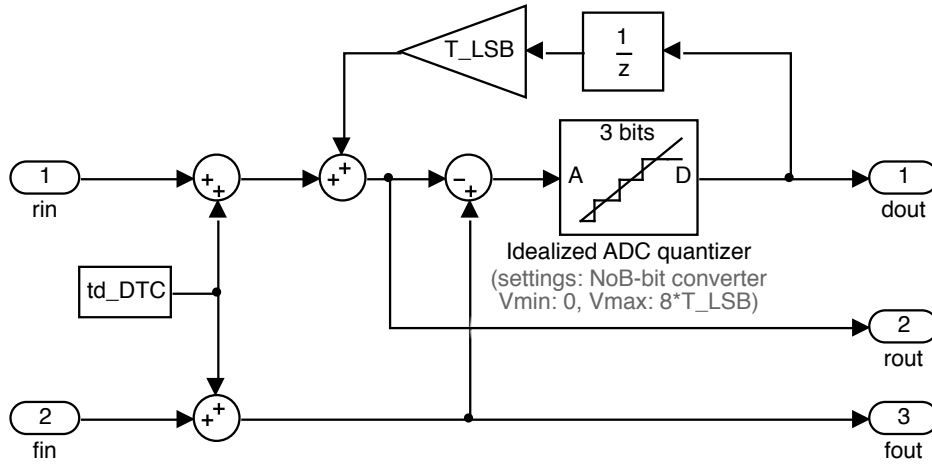 T_LSB
1
z
3 bits
A
D
1
rin
+
+
+
+
-
+
1
dout
Idealized ADC quantizer
(settings: NoB-bit converter
Vmin: 0, Vmax: 8*T_LSB)
td_DTC
2
rout
2
fin
+
+
3
fout